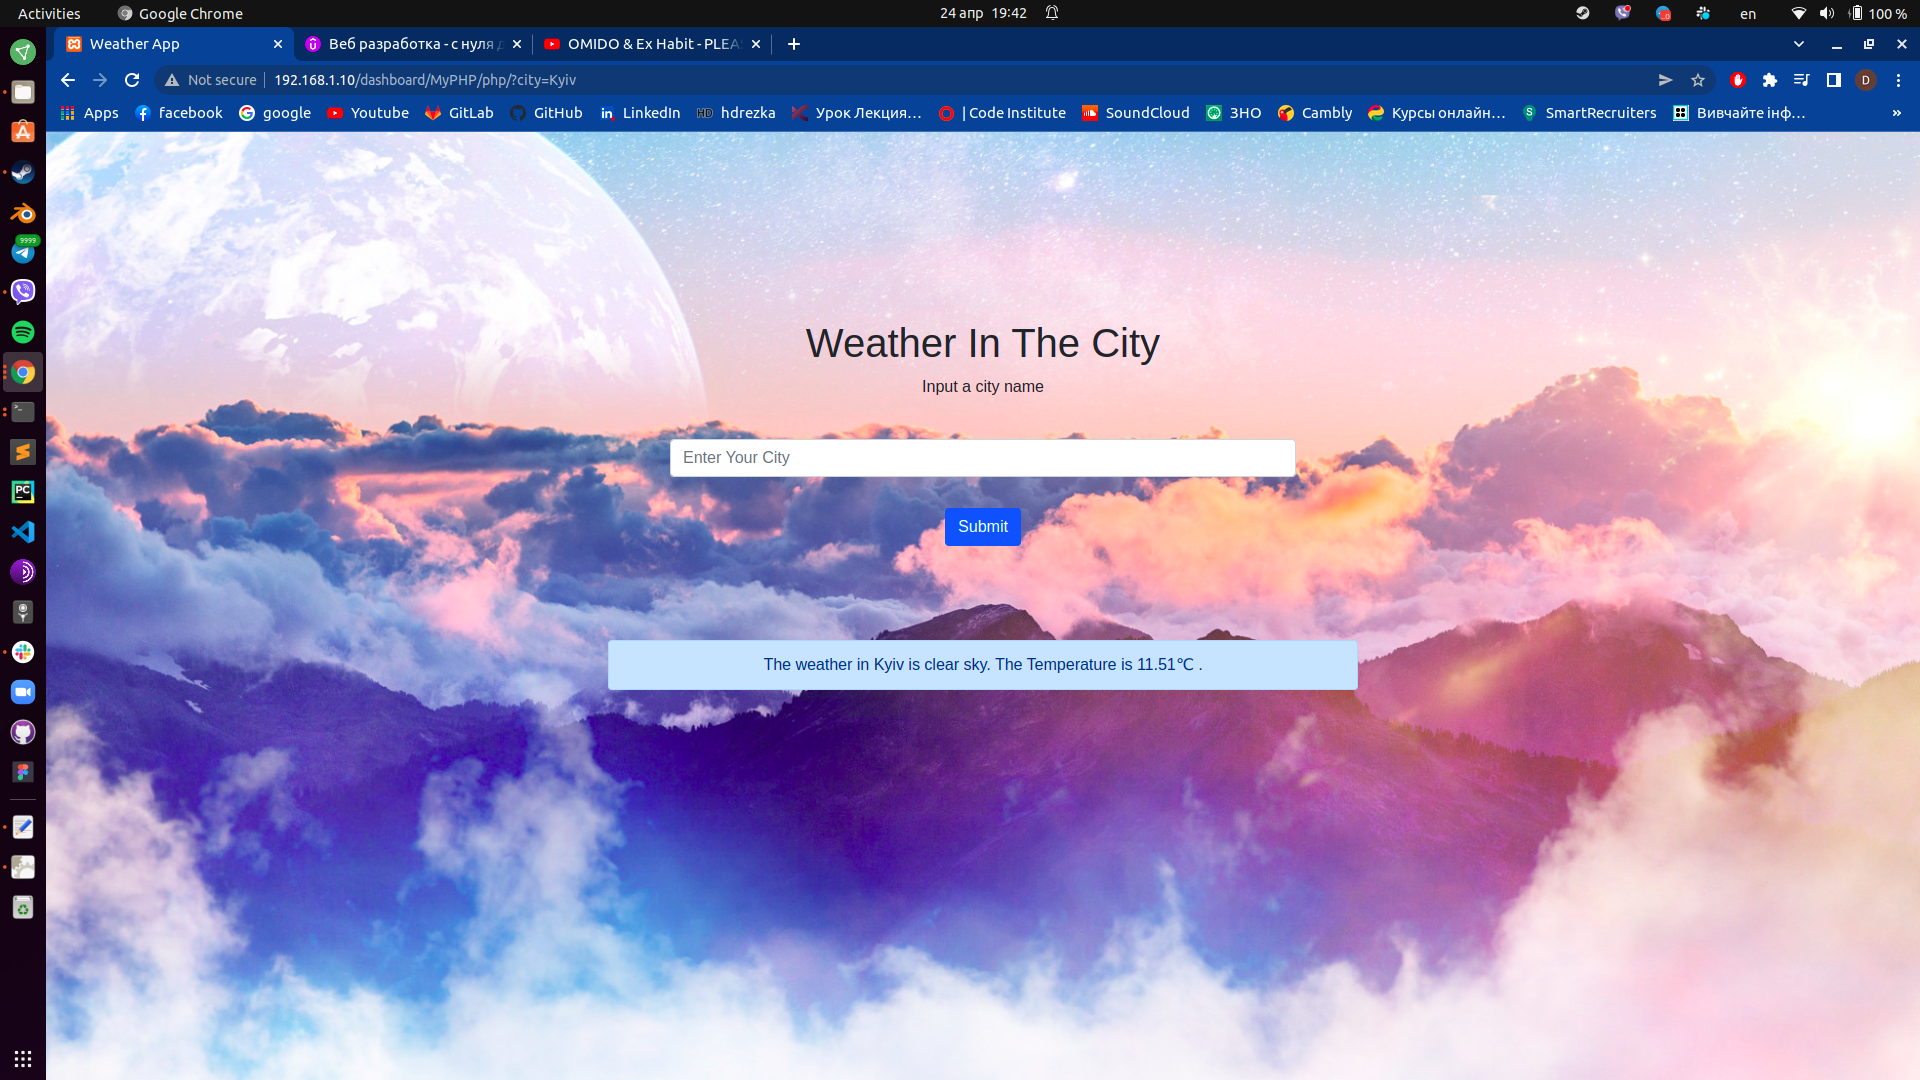 Activities Google Chrome 24 апр 19:42 en 100 %
Weather App Веб разработка - с нуля OMIDO & Ex Habit - PLEA
Not secure 192.168.1.10/dashboard/MyPHP/php/?city=Kyiv D
Apps facebook google Youtube GitLab GitHub LinkedIn HD hdrezka Урок Лекция… | Code Institute SoundCloud ЗНО Cambly Курсы онлайн… SmartRecruiters Вивчайте інф… »
9999
PC
Weather In The City
Input a city name
Enter Your City
Submit
The weather in Kyiv is clear sky. The Temperature is 11.51℃ .